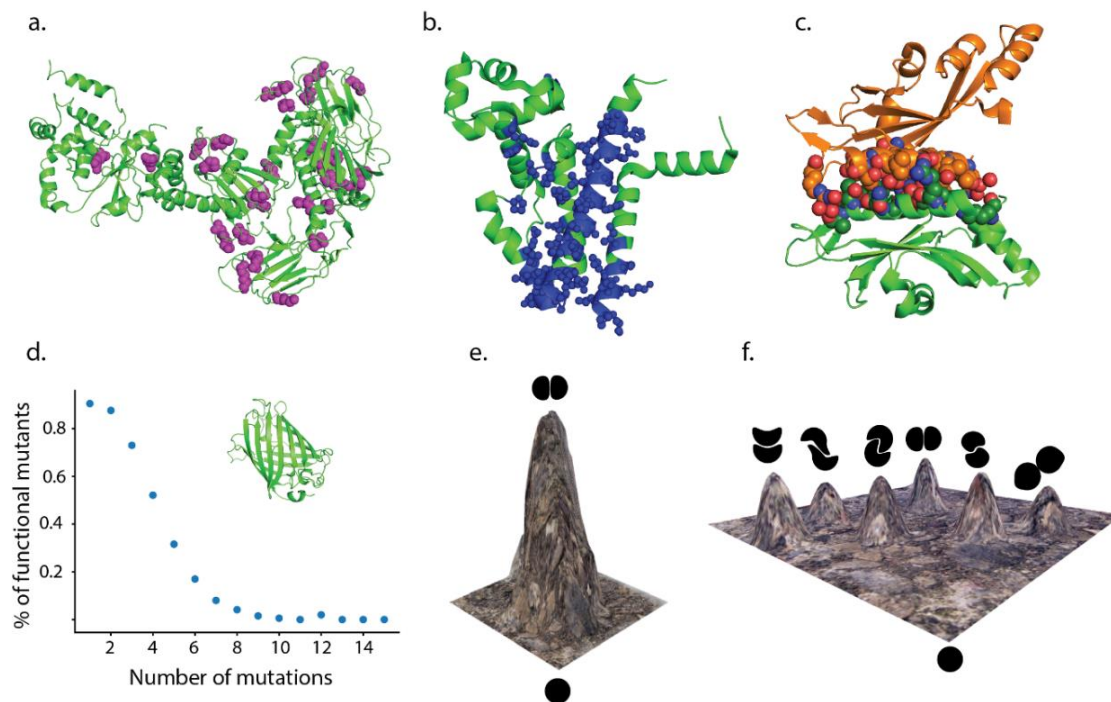 a.
b.
c.
d.
e.
f.
% of functional mutants
0.8
0.6
0.4
0.2
2
4
6
8
10
12
14
Number of mutations